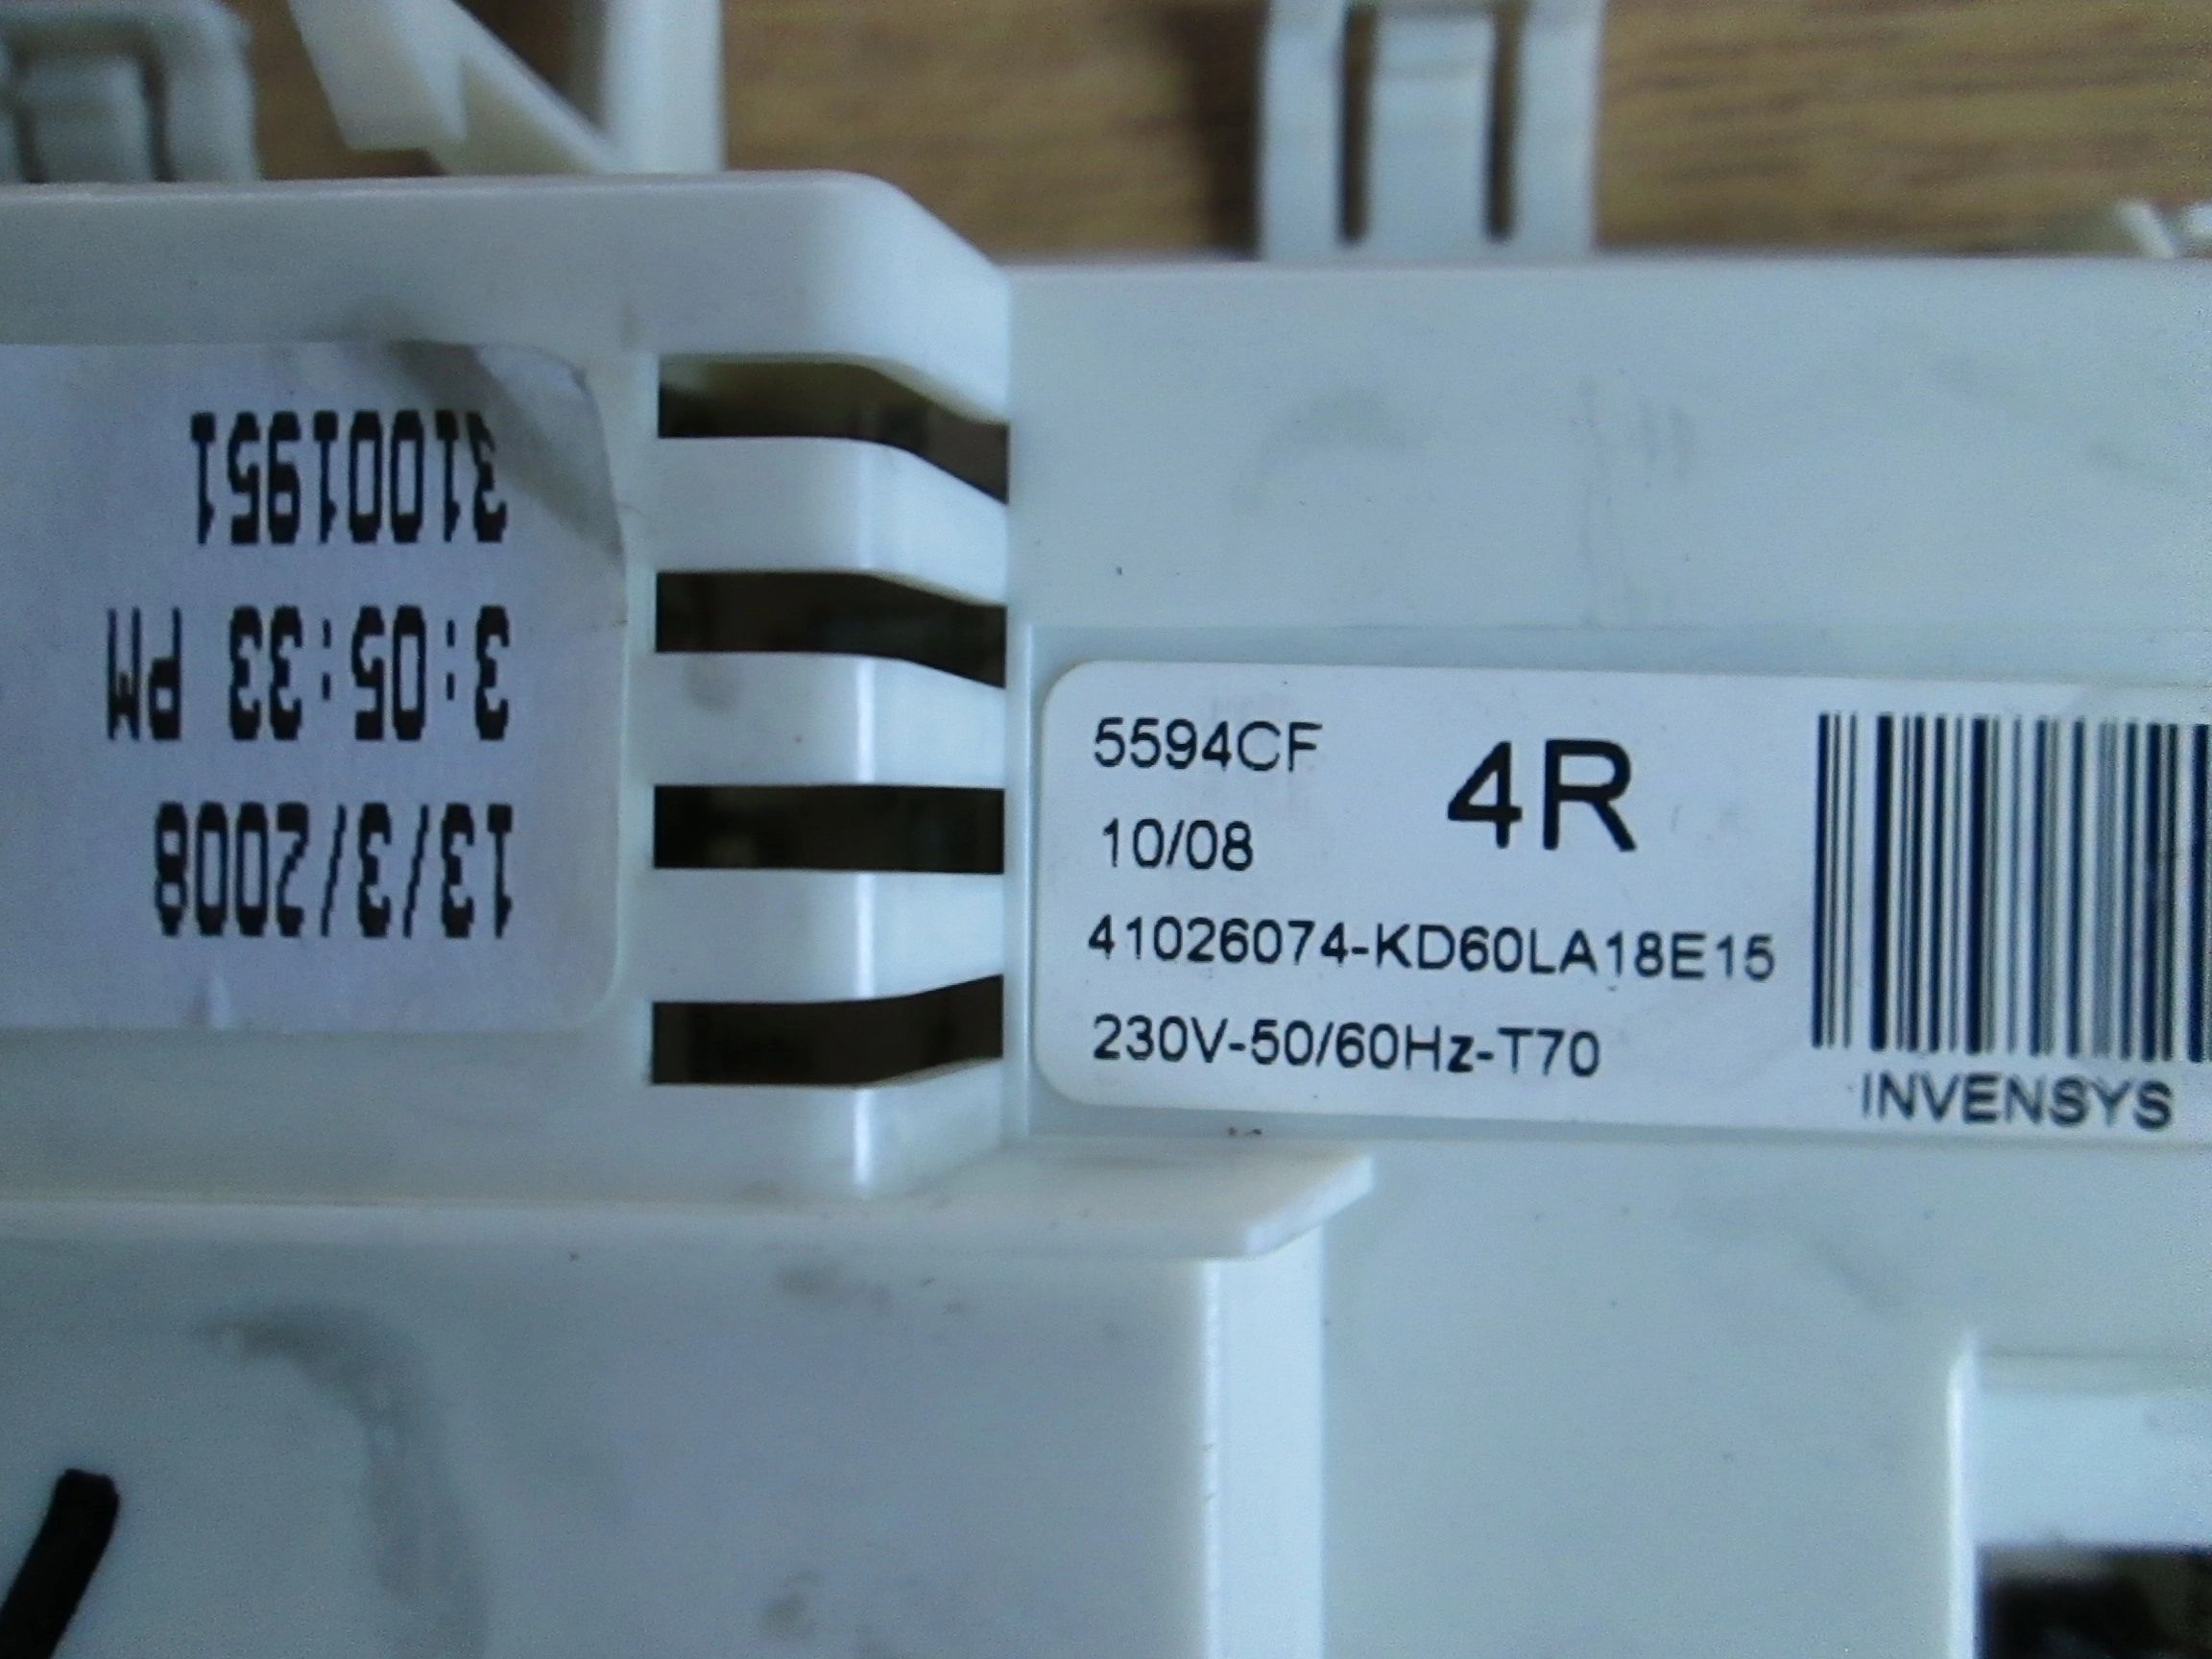 13/3/2008
3:05:33 PM
31001951
5594CF
4R
10/08
41026074-KD60LA18E15
230V-50/60Hz-T70
INVENSYS